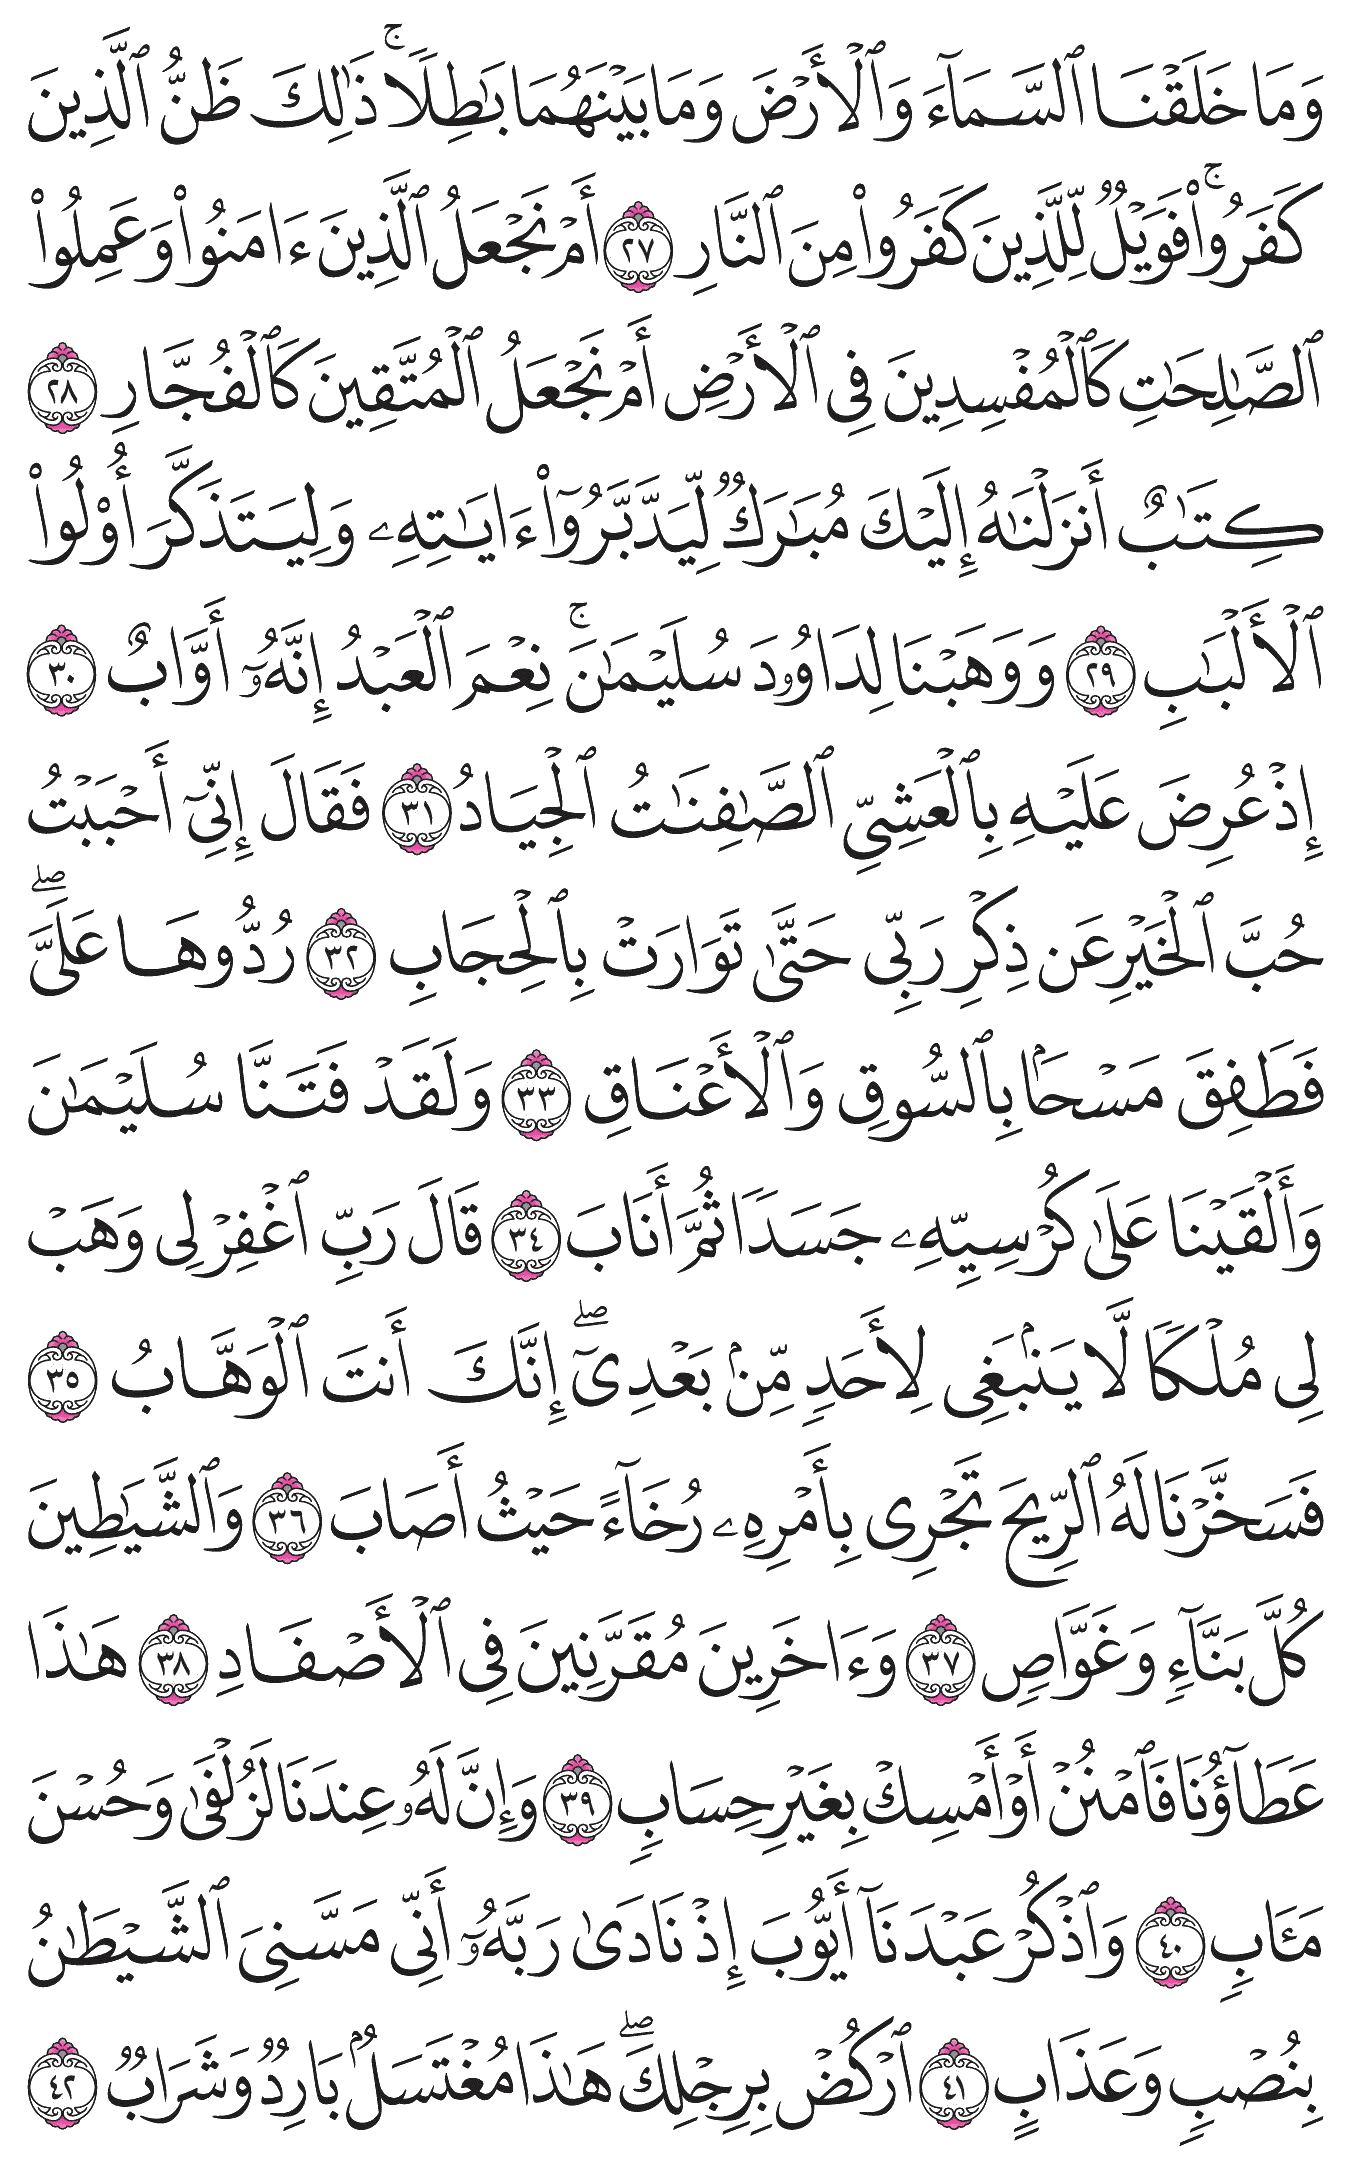 وَمَا خَلَقْنَا ٱلسَّمَآءَ وَٱلْأَرْضَ وَمَا بَيْنَهُمَا بَٰطِلًا ۚ ذَٰلِكَ ظَنُّ ٱلَّذِينَ
كَفَرُوا۟ ۚ فَوَيْلٌ لِّلَّذِينَ كَفَرُوا۟ مِنَ ٱلنَّارِ ٢٧ أَمْ نَجْعَلُ ٱلَّذِينَ ءَامَنُوا۟ وَعَمِلُوا۟
ٱلصَّٰلِحَٰتِ كَٱلْمُفْسِدِينَ فِى ٱلْأَرْضِ أَمْ نَجْعَلُ ٱلْمُتَّقِينَ كَٱلْفُجَّارِ ٢٨
كِتَٰبٌ أَنزَلْنَٰهُ إِلَيْكَ مُبَٰرَكٌ لِّيَدَّبَّرُوٓا۟ ءَايَٰتِهِۦ وَلِيَتَذَكَّرَ أُو۟لُوا۟
ٱلْأَلْبَٰبِ ٢٩ وَوَهَبْنَا لِدَاوُۥدَ سُلَيْمَٰنَ ۚ نِعْمَ ٱلْعَبْدُ إِنَّهُۥٓ أَوَّابٌ ٣٠
إِذْ عُرِضَ عَلَيْهِ بِٱلْعَشِىِّ ٱلصَّٰفِنَٰتُ ٱلْجِيَادُ ٣١ فَقَالَ إِنِّىٓ أَحْبَبْتُ
حُبَّ ٱلْخَيْرِ عَن ذِكْرِ رَبِّى حَتَّىٰ تَوَارَتْ بِٱلْحِجَابِ ٣٢ رُدُّوهَا عَلَىَّ ۖ
فَطَفِقَ مَسْحًۢا بِٱلسُّوقِ وَٱلْأَعْنَاقِ ٣٣ وَلَقَدْ فَتَنَّا سُلَيْمَٰنَ
وَأَلْقَيْنَا عَلَىٰ كُرْسِيِّهِۦ جَسَدًا ثُمَّ أَنَابَ ٣٤ قَالَ رَبِّ ٱغْفِرْ لِى وَهَبْ
لِى مُلْكًا لَّا يَنۢبَغِى لِأَحَدٍ مِّنۢ بَعْدِىٓ ۖ إِنَّكَ أَنتَ ٱلْوَهَّابُ ٣٥
فَسَخَّرْنَا لَهُ ٱلرِّيحَ تَجْرِى بِأَمْرِهِۦ رُخَآءً حَيْثُ أَصَابَ ٣٦ وَٱلشَّيَٰطِينَ
كُلَّ بَنَّآءٍ وَغَوَّاصٍ ٣٧ وَءَاخَرِينَ مُقَرَّنِينَ فِى ٱلْأَصْفَادِ ٣٨ هَٰذَا
عَطَآؤُنَا فَٱمْنُنْ أَوْ أَمْسِكْ بِغَيْرِ حِسَابٍ ٣٩ وَإِنَّ لَهُۥ عِندَنَا لَزُلْفَىٰ وَحُسْنَ
مَـَٔابٍ ٤٠ وَٱذْكُرْ عَبْدَنَآ أَيُّوبَ إِذْ نَادَىٰ رَبَّهُۥٓ أَنِّى مَسَّنِىَ ٱلشَّيْطَٰنُ
بِنُصْبٍ وَعَذَابٍ ٤١ ٱرْكُضْ بِرِجْلِكَ ۖ هَٰذَا مُغْتَسَلٌۢ بَارِدٌ وَشَرَابٌ ٤٢